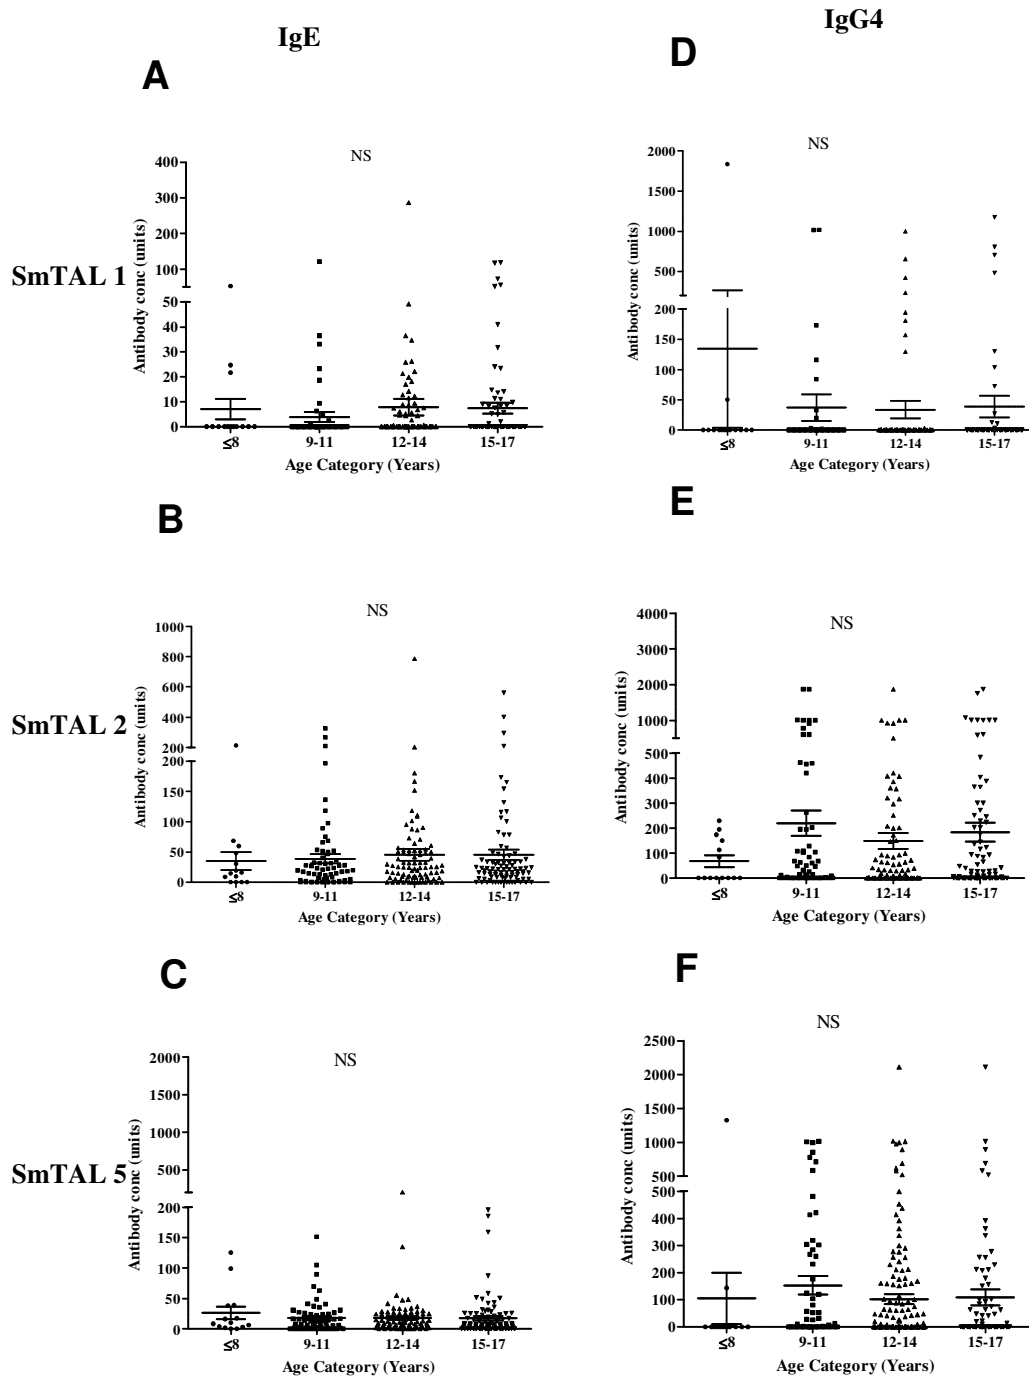 IgE
IgG4
A
D
SmTAL 1
NS
Antibody conc (units)
400
300
200
100
50
40
30
20
10
0
≤8
9-11
12-14
15-17
Age Category (Years)
NS
Antibody conc (units)
2000
1500
1000
500
200
150
100
50
0
≤8
9-11
12-14
15-17
Age Category (Years)
B
E
SmTAL 2
NS
Antibody conc (units)
1000
800
600
400
200
200
150
100
50
0
≤8
9-11
12-14
15-17
Age Category (Years)
NS
Antibody conc (units)
4000
3000
2000
1000
500
400
300
200
100
0
≤8
9-11
12-14
15-17
Age Category (Years)
C
F
SmTAL 5
NS
Antibody conc (units)
2000
1500
1000
500
200
150
100
50
0
≤8
9-11
12-14
15-17
Age Category (Years)
NS
Antibody conc (units)
2500
2000
1500
1000
500
500
400
300
200
100
0
≤8
9-11
12-14
15-17
Age Category (Years)